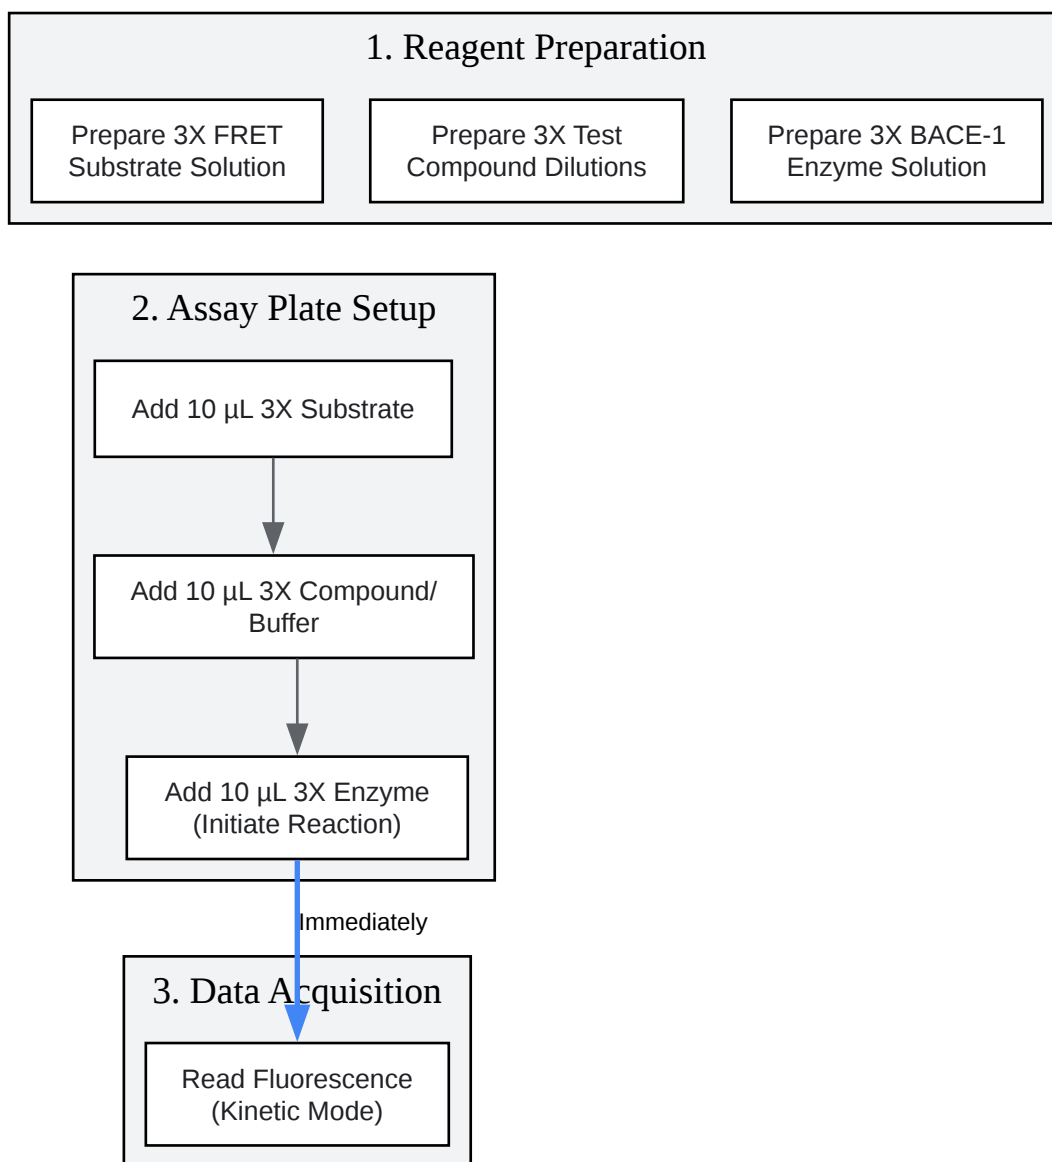 1. Reagent Preparation
Prepare 3X FRET
Substrate Solution
Prepare 3X Test
Compound Dilutions
Prepare 3X BACE-1
Enzyme Solution
2. Assay Plate Setup
Add 10 µL 3X Substrate
Add 10 µL 3X Compound/
Buffer
Add 10 µL 3X Enzyme
(Initiate Reaction)
Immediately
3. Data Acquisition
Read Fluorescence
(Kinetic Mode)